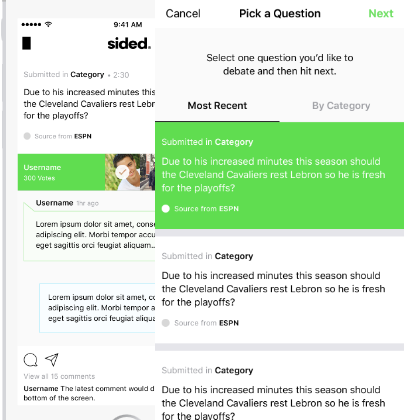 9:41 AM
sided.
Submitted in Category • 2:30
Due to his increased minutes this
the Cleveland Cavaliers rest Lebron
for the playoffs?
Source from ESPN
Username
300 Votes
Username 1hr ago
Lorem ipsum dolor sit amet, conse
adipiscing elit. Morbi tempor accu
eget sagittis orci feugiat aliquam...
Lorem ipsum dolor sit amet,
adipiscing elit. Morbi tempor
eget sagittis orci feugiat aliqua
View all 15 comments
Username The latest comment would d
bottom of the screen.
Cancel
Pick a Question
Next
Select one question you'd like to
debate and then hit next.
Most Recent
By Category
Submitted in Category
Due to his increased minutes this season should
the Cleveland Cavaliers rest Lebron so he is fresh
for the playoffs?
Source from ESPN
Submitted in Category
Due to his increased minutes this season should
the Cleveland Cavaliers rest Lebron so he is fresh
for the playoffs?
Source from ESPN
Submitted in Category
Due to his increased minutes this season should
the Cleveland Cavaliers rest Lebron so he is fresh
for the playoffs?